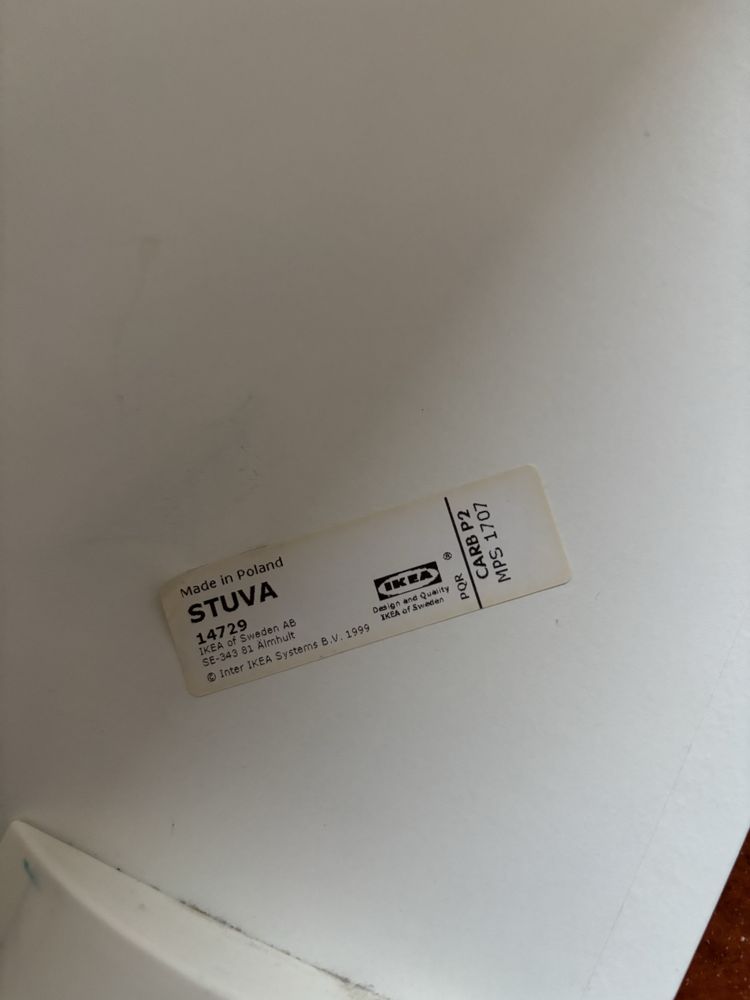 Made in Poland
STUVA
14729
IKEA of Sweden AB
SE-343 81 Älmhult
© Inter IKEA Systems B.V. 1999
IKEA®
Design and Quality
IKEA of Sweden
PQR
CARB P2
MPS 1707